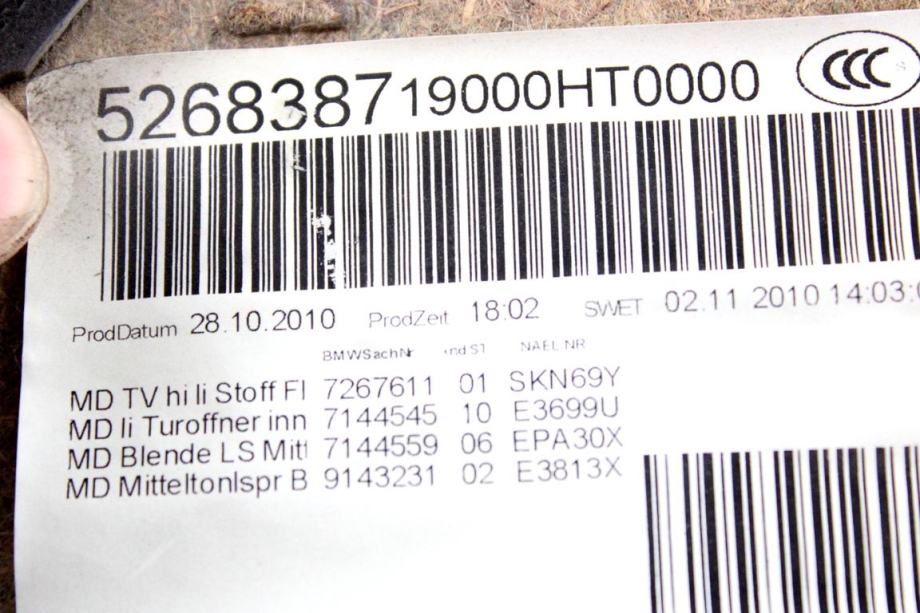 526838719000HT0000
CCC S
ProdDatum 28.10.2010 ProdZeit 18:02 SWET 02.11 2010 14:03:
BMWSachNr ind ST NAEL NR
MD TV hi li Stoff Fl 7267611 01 SKN69Y
MD li Turoffner inn 7144545 10 E3699U
MD Blende LS Mitt 7144559 06 EPA30X
MD Mitteltonlspr B 9143231 02 E3813X